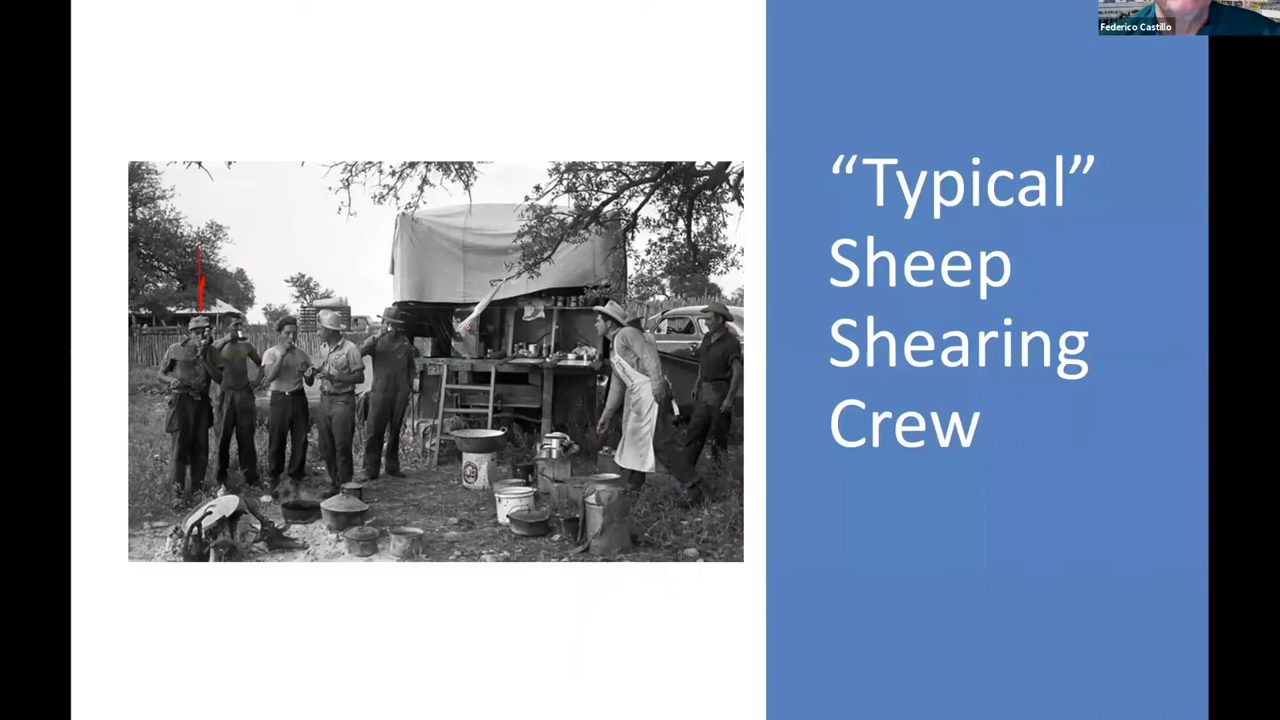 Federico Castillo
“Typical”
Sheep
Shearing
Crew